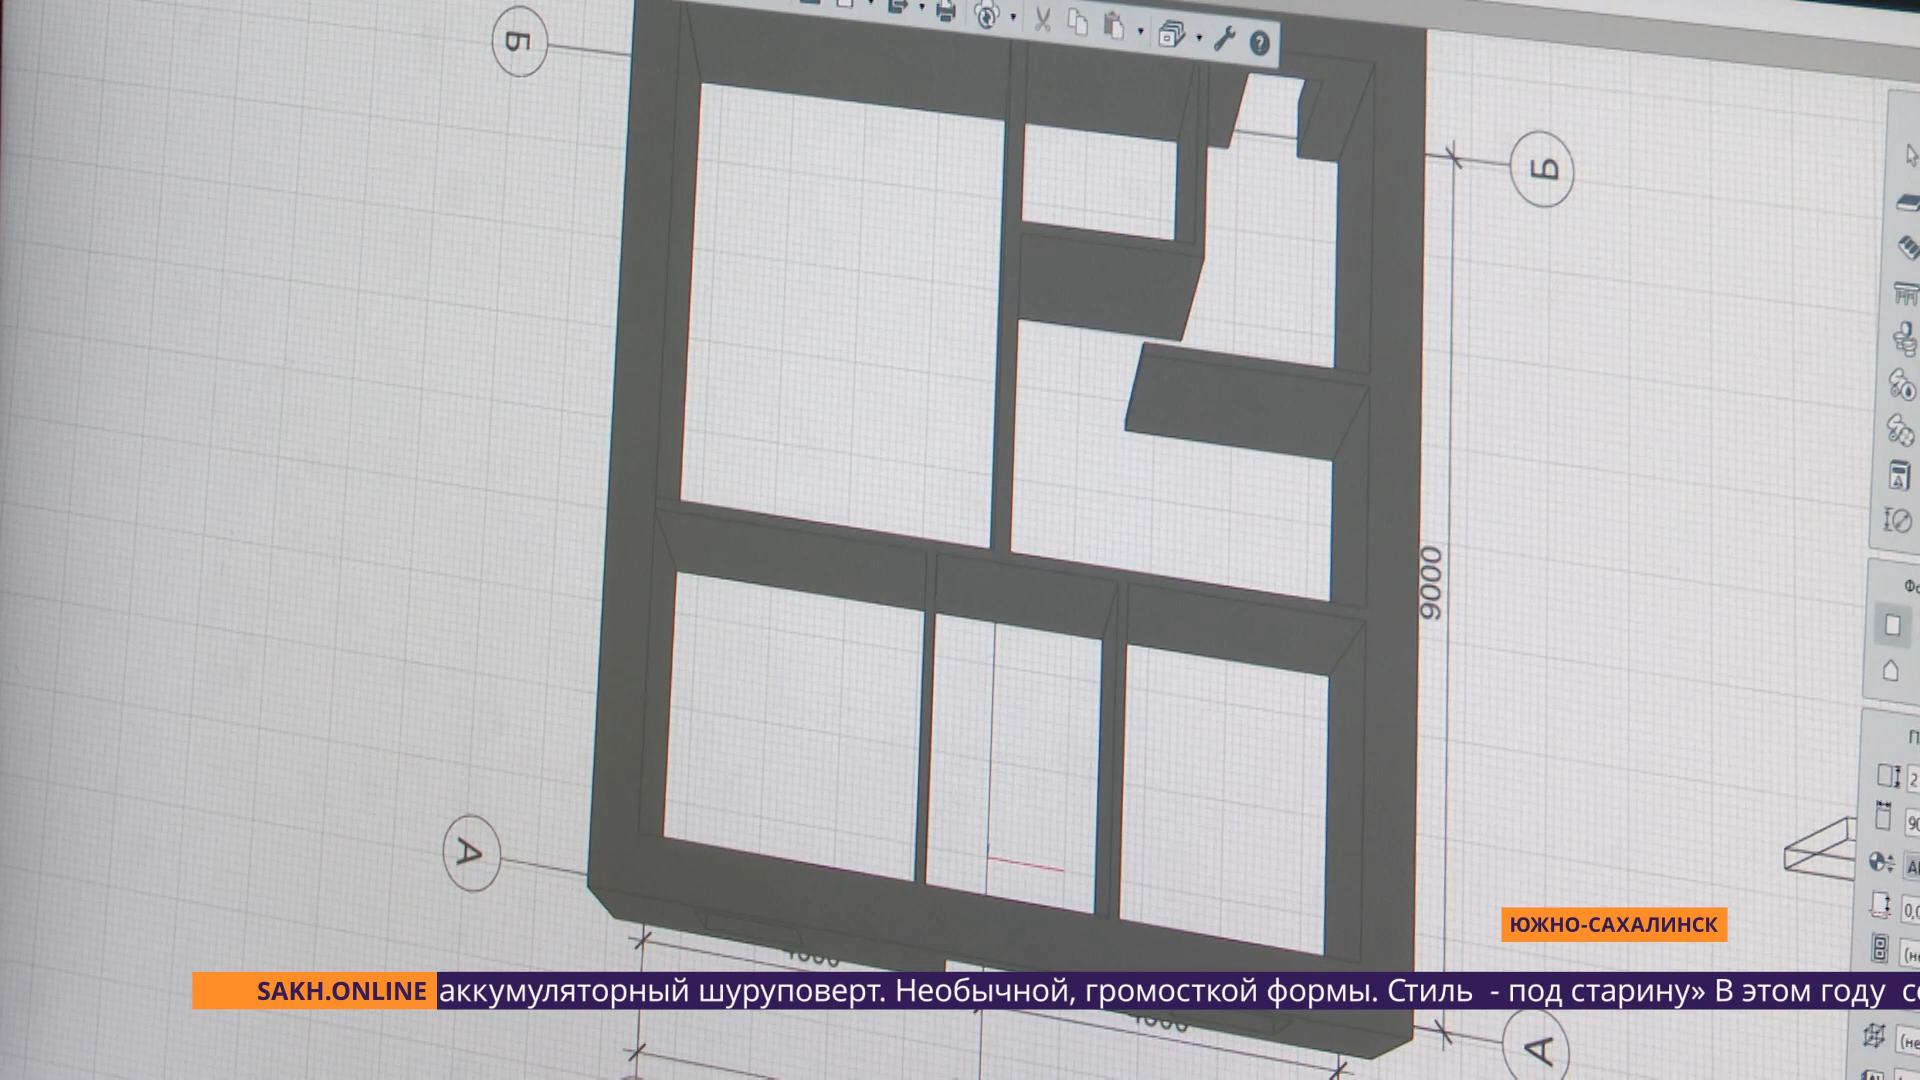 Б
Б
9000
А
ЮЖНО-САХАЛИНСК
SAKH.ONLINE аккумуляторный шуруповерт. Необычной, громосткой формы. Стиль - под старину» В этом году
А